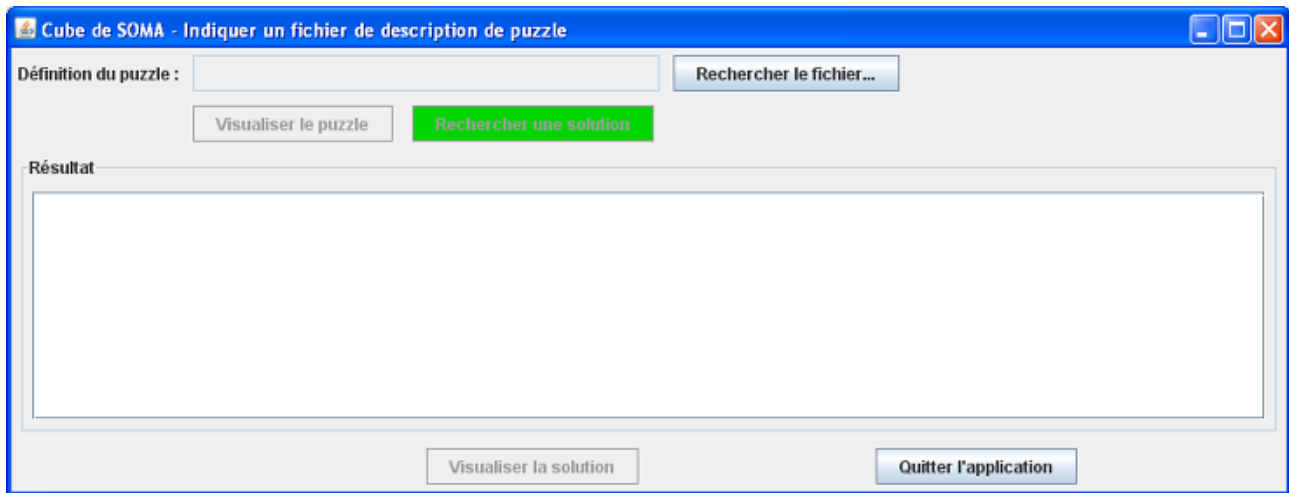 Cube de SOMA - Indiquer un fichier de description de puzzle
Définition du puzzle : Rechercher le fichier...
Visualiser le puzzle Rechercher une solution
Résultat
Visualiser la solution Quitter l'application